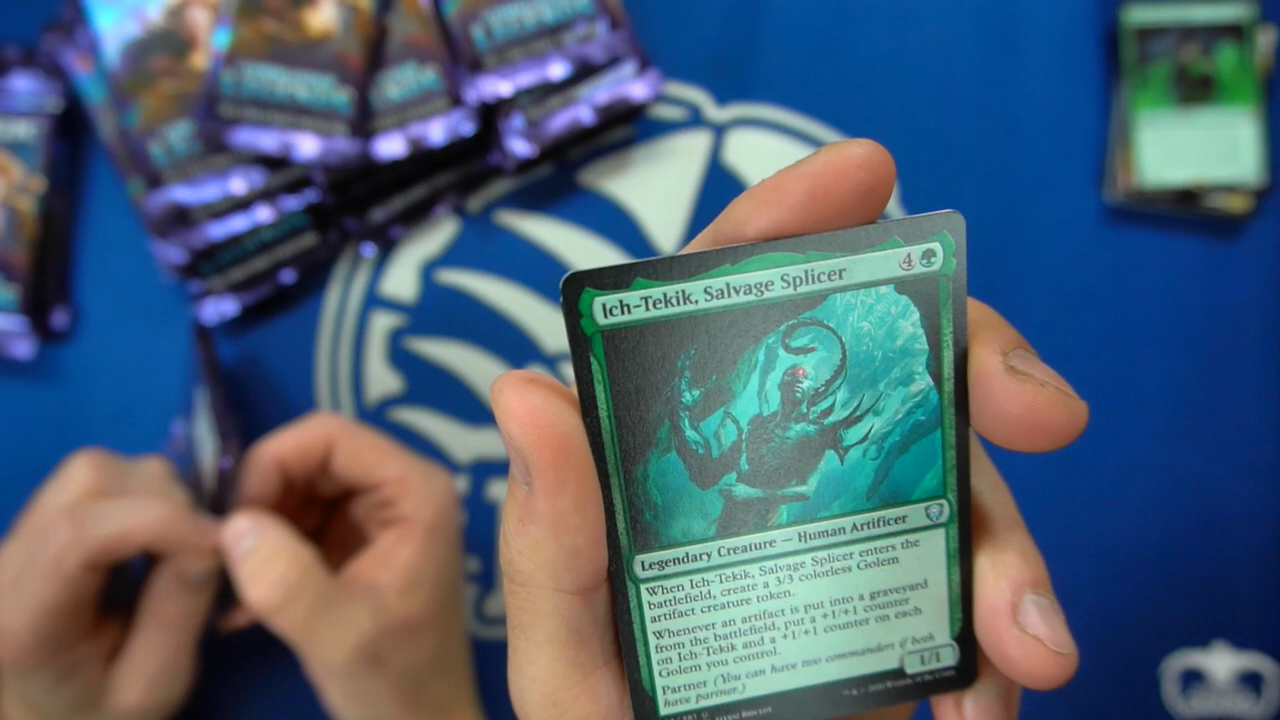 Ich-Tekik, Salvage Splicer
4
Legendary Creature — Human Artificer
When Ich-Tekik, Salvage Splicer enters the
battlefield, create a 3/3 colorless Golem
artifact creature token.
Whenever an artifact is put into a graveyard
from the battlefield, put a +1/+1 counter
on Ich-Tekik and a +1/+1 counter on each
Golem you control.
Partner (You can have two commanders if both
have partner.)
1/1